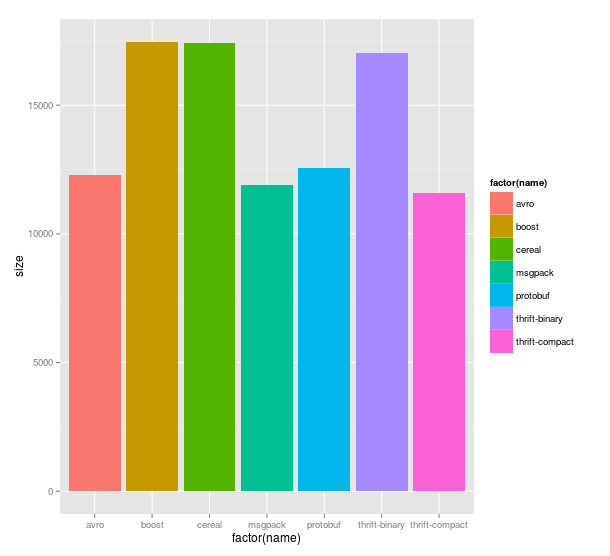 size
15000
10000
5000
0
avro boost cereal msgpack protobuf thrift-binary thrift-compact
factor(name)
factor(name)
avro
boost
cereal
msgpack
protobuf
thrift-binary
thrift-compact